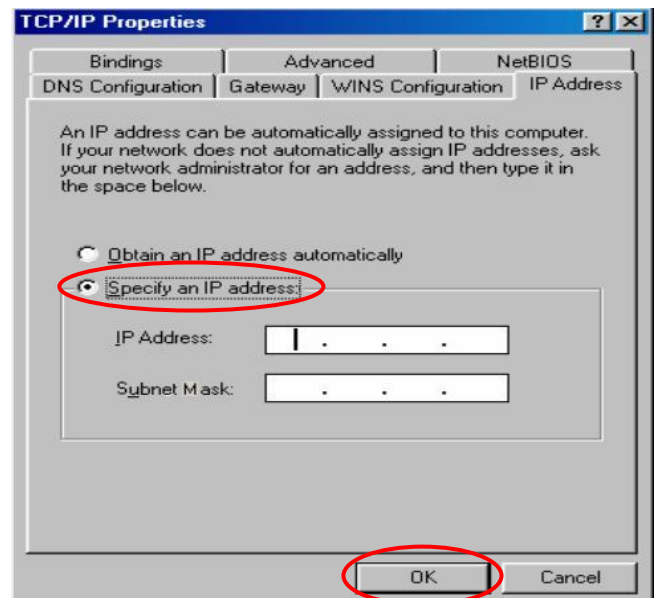 TCP/IP Properties
Bindings Advanced NetBIOS
DNS Configuration Gateway WINS Configuration IP Address
An IP address can be automatically assigned to this computer.
If your network does not automatically assign IP addresses, ask
your network administrator for an address, and then type it in
the space below.
Obtain an IP address automatically
Specify an IP address:
IP Address: . . .
Subnet Mask: . . .
OK Cancel